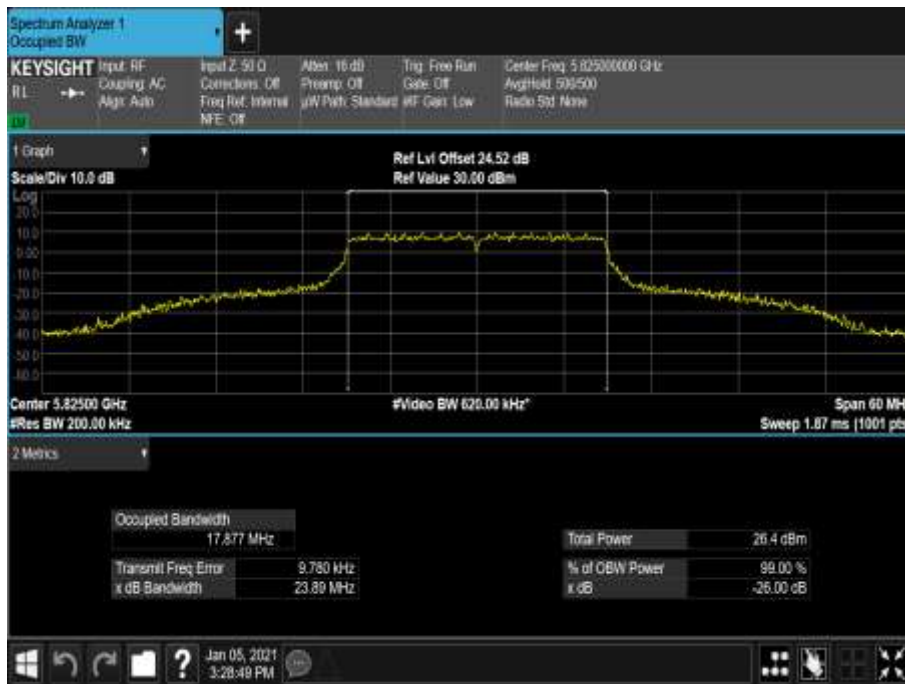 Spectrum Analyzer 1
Occupied BW
+
KEYSIGHT
RL
Input: RF
Coupling: AC
Align: Auto
Input Z: 50 Ω
Corrections: Off
Freq Ref: Internal
NFE: Off
Atten: 16 dB
Preamp: Off
µW Path: Standard
Trig: Free Run
Gate: Off
#IF Gain: Low
Center Freq: 5.825000000 GHz
Avg|Hold: 500/500
Radio Std: None
1 Graph
Scale/Div 10.0 dB
Ref Lvl Offset 24.52 dB
Ref Value 30.00 dBm
Log
20.0
10.0
0.00
-10.0
-20.0
-30.0
-40.0
-50.0
-60.0
Center 5.82500 GHz
#Video BW 620.00 kHz*
Span 60 MH
#Res BW 200.00 kHz
Sweep 1.87 ms (1001 pts
2 Metrics
Occupied Bandwidth
17.877 MHz
Total Power 26.4 dBm
Transmit Freq Error 9.780 kHz
% of OBW Power 99.00 %
x dB Bandwidth 23.89 MHz
x dB -26.00 dB
?
Jan 05, 2021
3:28:49 PM